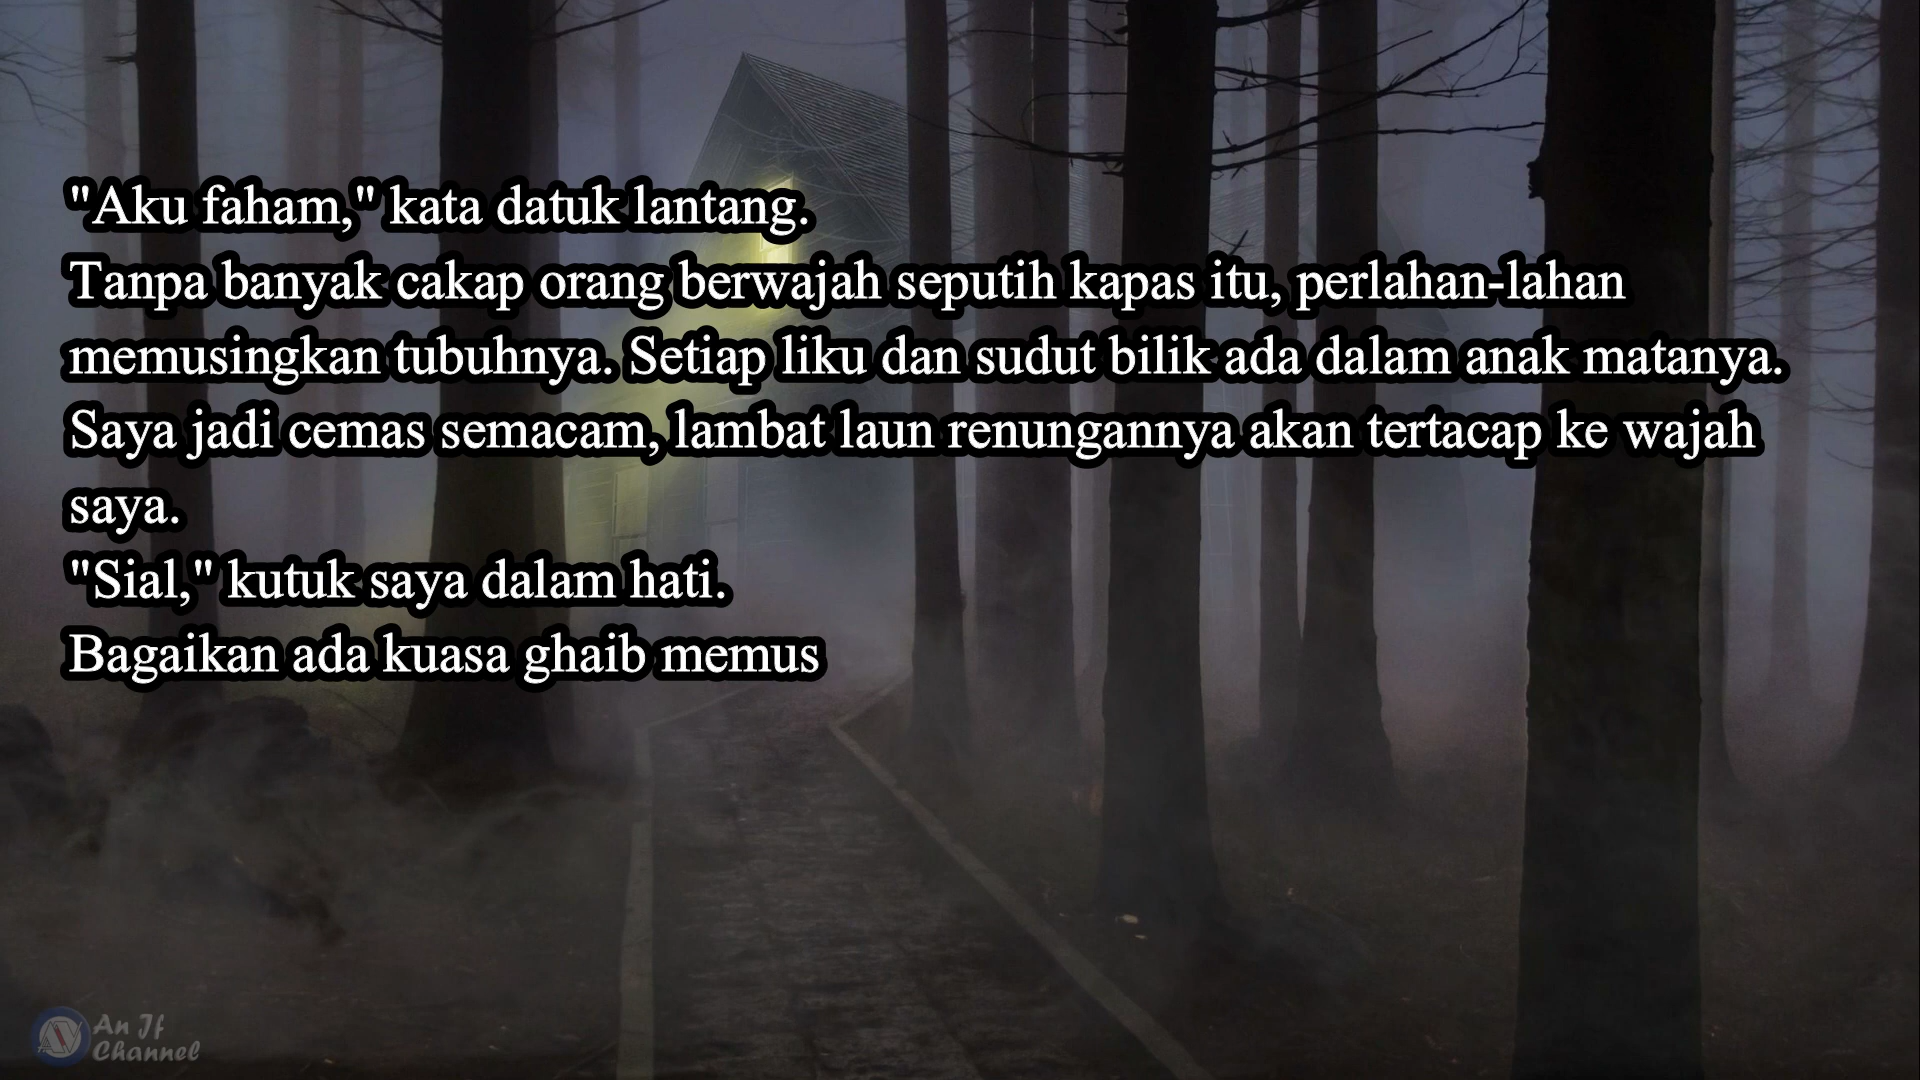 "Aku faham," kata datuk lantang.
Tanpa banyak cakap orang berwajah seputih kapas itu, perlahan-lahan
memusingkan tubuhnya. Setiap liku dan sudut bilik ada dalam anak matanya.
Saya jadi cemas semacam, lambat laun renungannya akan tertacap ke wajah
saya.
"Sial," kutuk saya dalam hati.
Bagaikan ada kuasa ghaib memus
An If
Channel